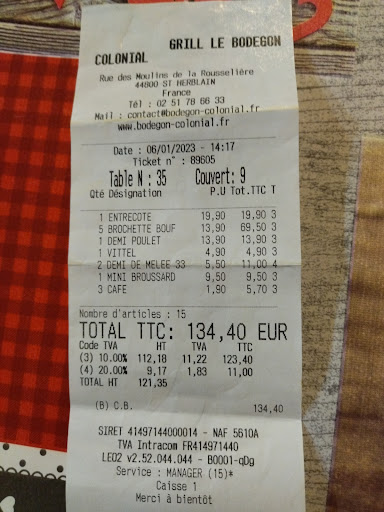 GRILL LE BODEGON
COLONIAL
Rue des Moulins de la Rousselière
44800 ST HERBLAIN
France
Tél : 02 51 78 66 33
Mail : contact@bodegon-colonial.fr
www.bodegon-colonial.fr
Date : 06/01/2023 - 14:17
Ticket n° : 89605
Table N : 35 Couvert: 9
Qté Désignation P.U Tot.TTC T
1 ENTRECOTE 19,90 19,90 3
5 BROCHETTE BOUF 13,90 69,50 3
1 DEMI POULET 13,90 13,90 3
1 VITTEL 4,90 4,90 3
2 DEMI DE MELEE 33 5,50 11,00 4
1 MINI BROUSSARD 9,50 9,50 3
3 CAFE 1,90 5,70 3
Nombre d'articles : 15
TOTAL TTC: 134,40 EUR
Code TVA HT TVA TTC
(3) 10.00% 112,18 11,22 123,40
(4) 20.00% 9,17 1,83 11,00
TOTAL HT 121,35
(B) C.B. 134,40
SIRET 41497144000014 - NAF 5610A
TVA Intracom FR414971440
LEO2 v2.52.044.044 - B0001-qDg
Service : MANAGER (15)*
Caisse 1
Merci à bientôt